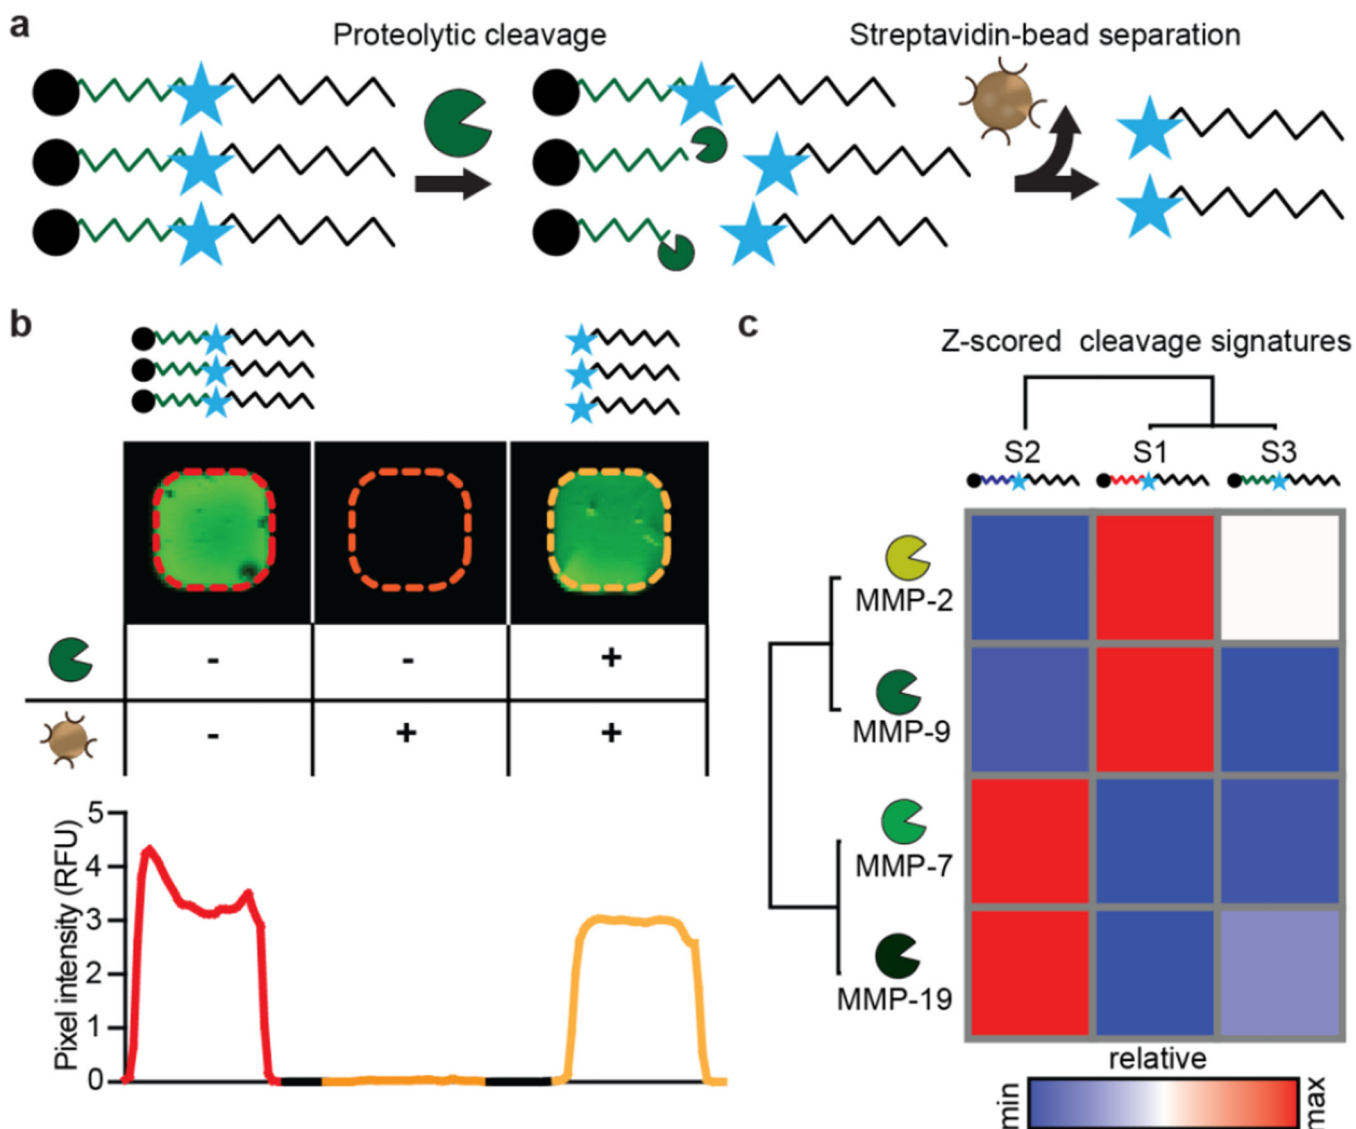 a
Proteolytic cleavage
Streptavidin-bead separation
b
- - +
- + +
Pixel intensity (RFU)
5
4
3
2
1
0
c
Z-scored cleavage signatures
S2 S1 S3
MMP-2
MMP-9
MMP-7
MMP-19
relative
min
max